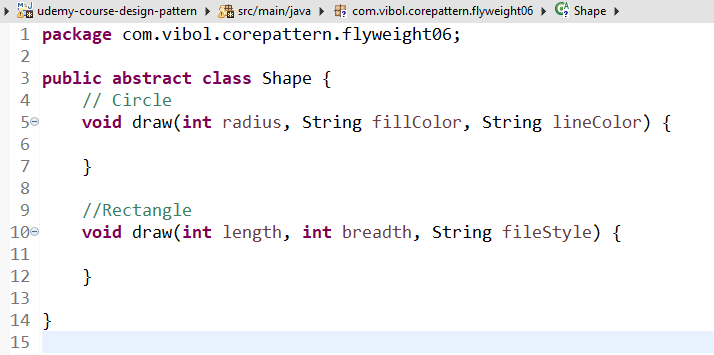 udemy-course-design-pattern src/main/java com.vibol.corepattern.flyweight06 Shape
1 package com.vibol.corepattern.flyweight06;
2
3 public abstract class Shape {
4     // Circle
5     void draw(int radius, String fillColor, String lineColor) {
6
7     }
8
9     //Rectangle
10     void draw(int length, int breadth, String fileStyle) {
11
12     }
13
14 }
15